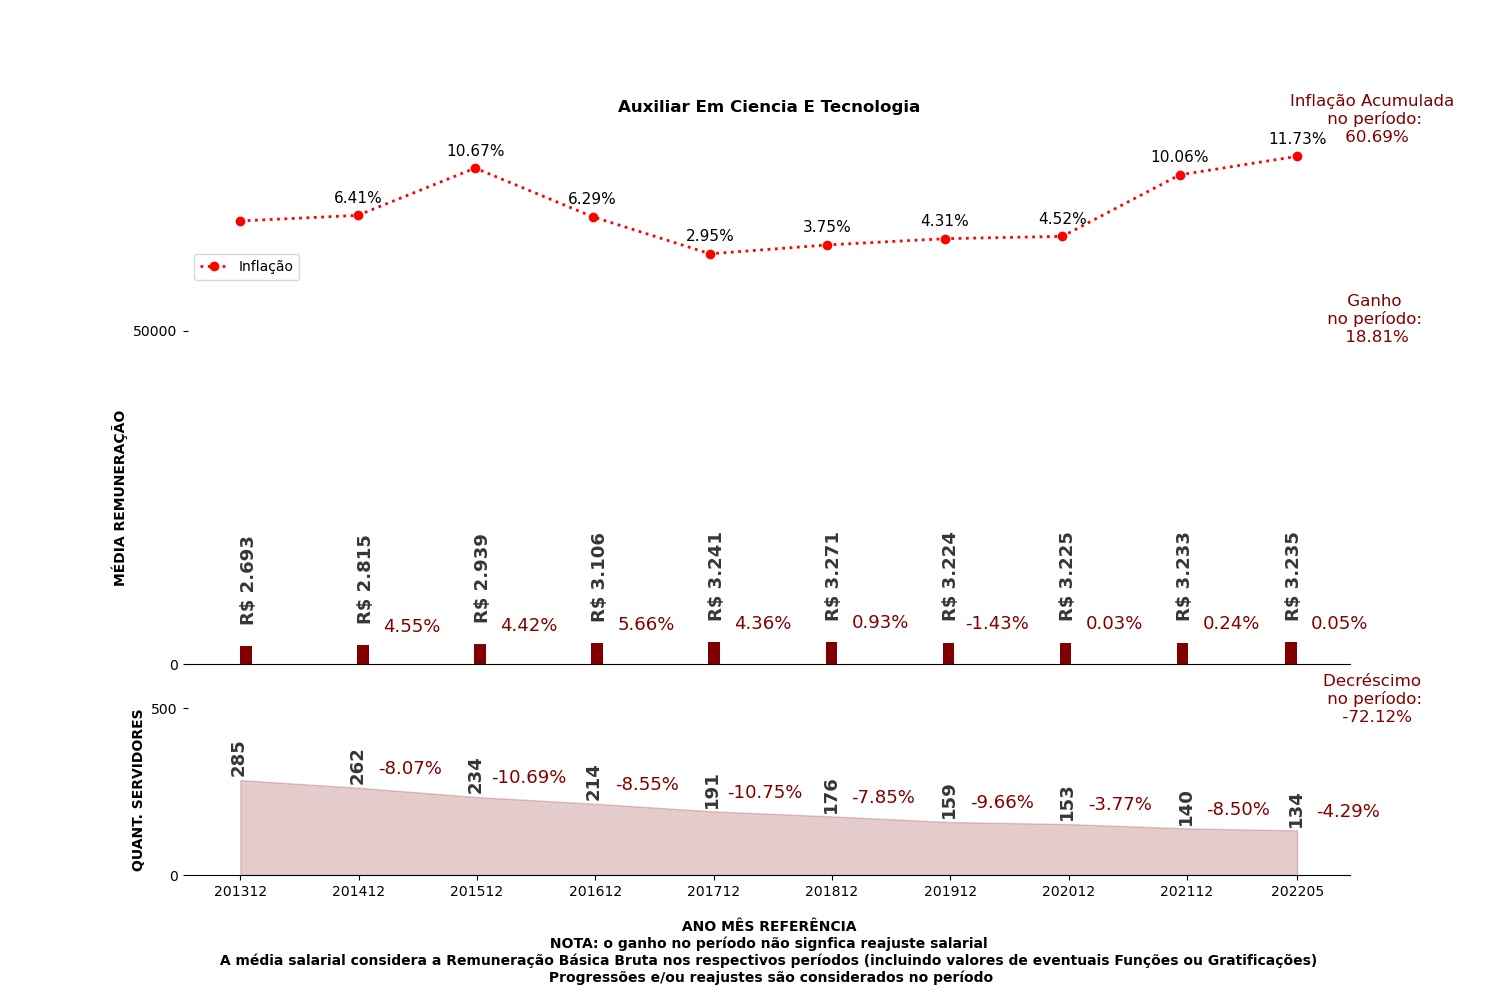 Auxiliar Em Ciencia E Tecnologia
Inflação Acumulada
no período:
60.69%
6.41%
10.67%
6.29%
2.95%
3.75%
4.31%
4.52%
10.06%
11.73%
Inflação
Ganho
no período:
18.81%
50000
0
MÉDIA REMUNERAÇÃO
R$ 2.693
R$ 2.815
R$ 2.939
R$ 3.106
R$ 3.241
R$ 3.271
R$ 3.224
R$ 3.225
R$ 3.233
R$ 3.235
4.55%
4.42%
5.66%
4.36%
0.93%
-1.43%
0.03%
0.24%
0.05%
Decréscimo
no período:
-72.12%
500
0
QUANT. SERVIDORES
285
262
234
214
191
176
159
153
140
134
-8.07%
-10.69%
-8.55%
-10.75%
-7.85%
-9.66%
-3.77%
-8.50%
-4.29%
201312
201412
201512
201612
201712
201812
201912
202012
202112
202205
ANO MÊS REFERÊNCIA
NOTA: o ganho no período não signfica reajuste salarial
A média salarial considera a Remuneração Básica Bruta nos respectivos períodos (incluindo valores de eventuais Funções ou Gratificações)
Progressões e/ou reajustes são considerados no período